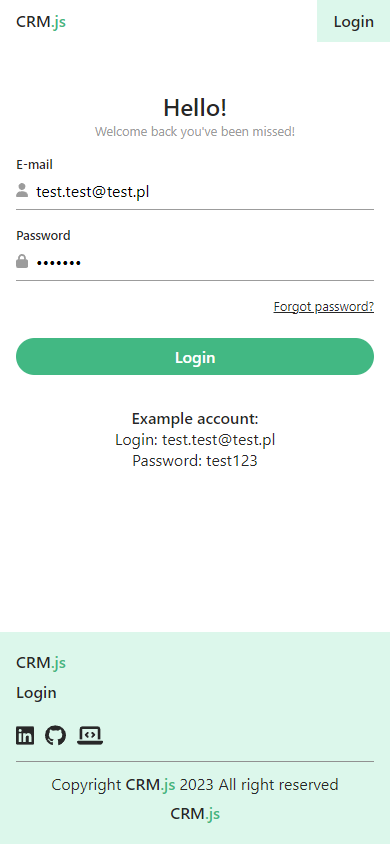 CRM.js
Login
Hello!
Welcome back you've been missed!
E-mail
test.test@test.pl
Password
•••••••
Forgot password?
Login
Example account:
Login: test.test@test.pl
Password: test123
CRM.js
Login
Copyright CRM.js 2023 All right reserved
CRM.js